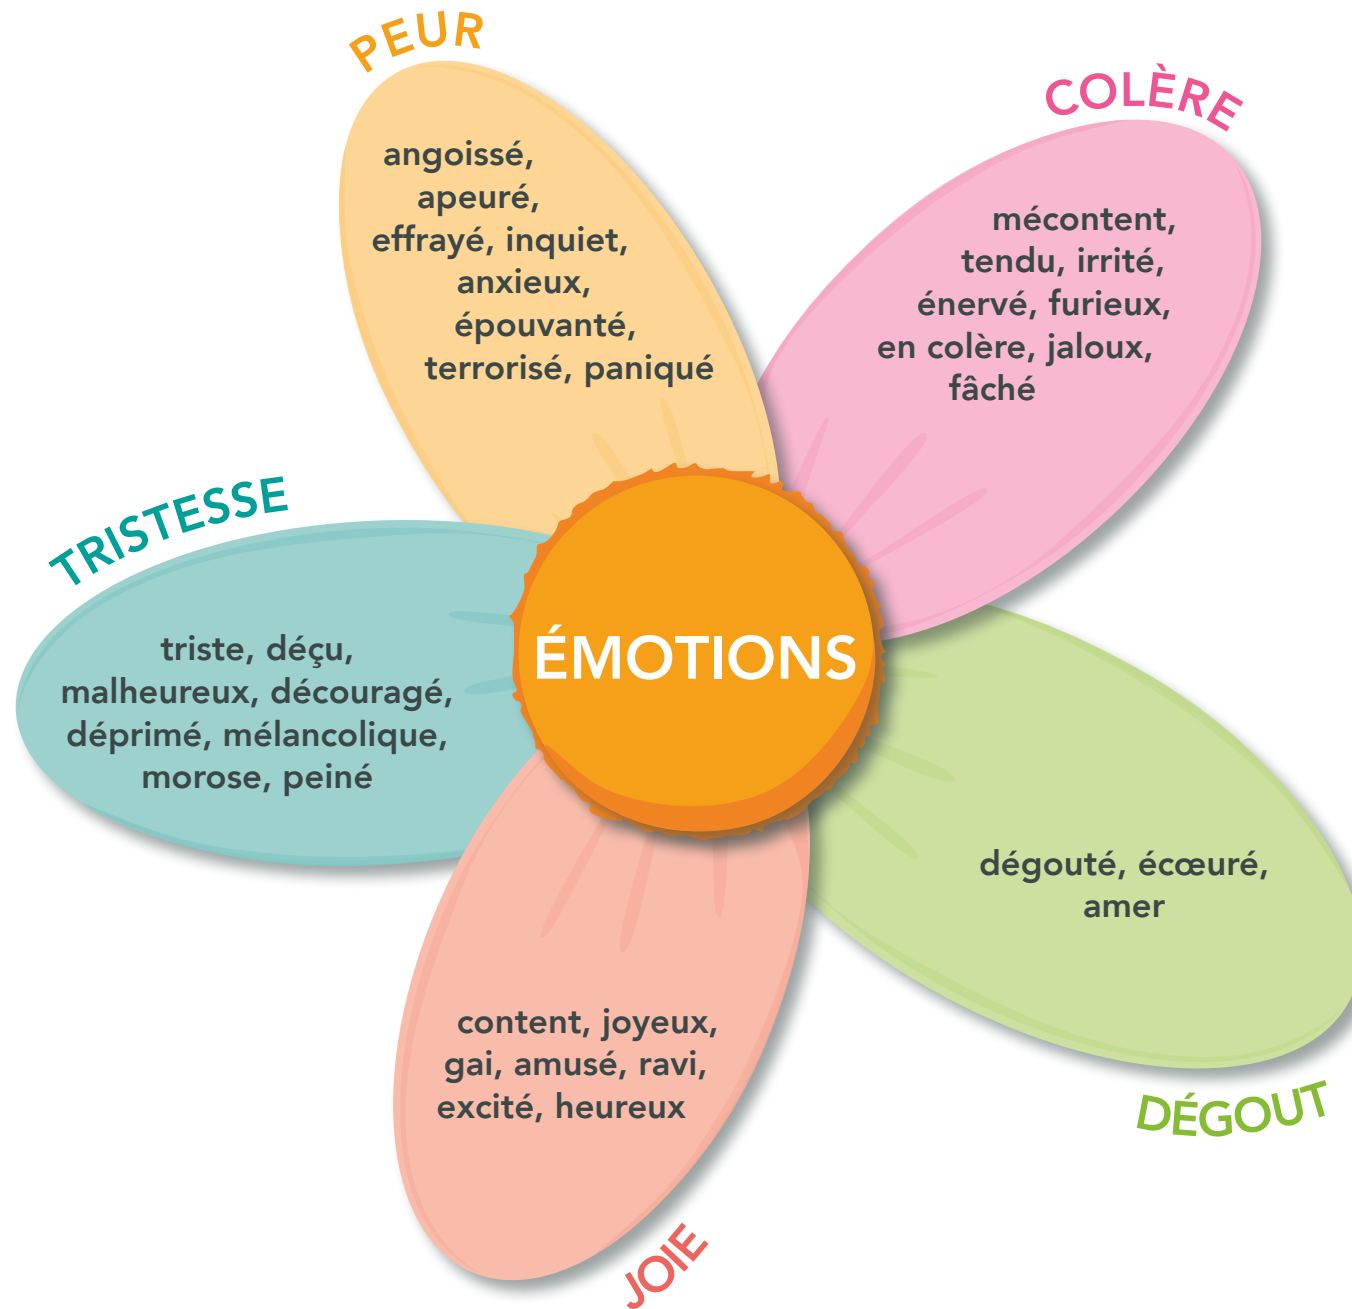 PEUR
angoissé,
apeuré,
effrayé, inquiet,
anxieux,
épouvanté,
terrorisé, paniqué
COLÈRE
mécontent,
tendu, irrité,
énervé, furieux,
en colère, jaloux,
fâché
TRISTESSE
triste, déçu,
malheureux, découragé,
déprimé, mélancolique,
morose, peiné
ÉMOTIONS
dégouté, écœuré,
amer
DÉGOUT
content, joyeux,
gai, amusé, ravi,
excité, heureux
JOIE